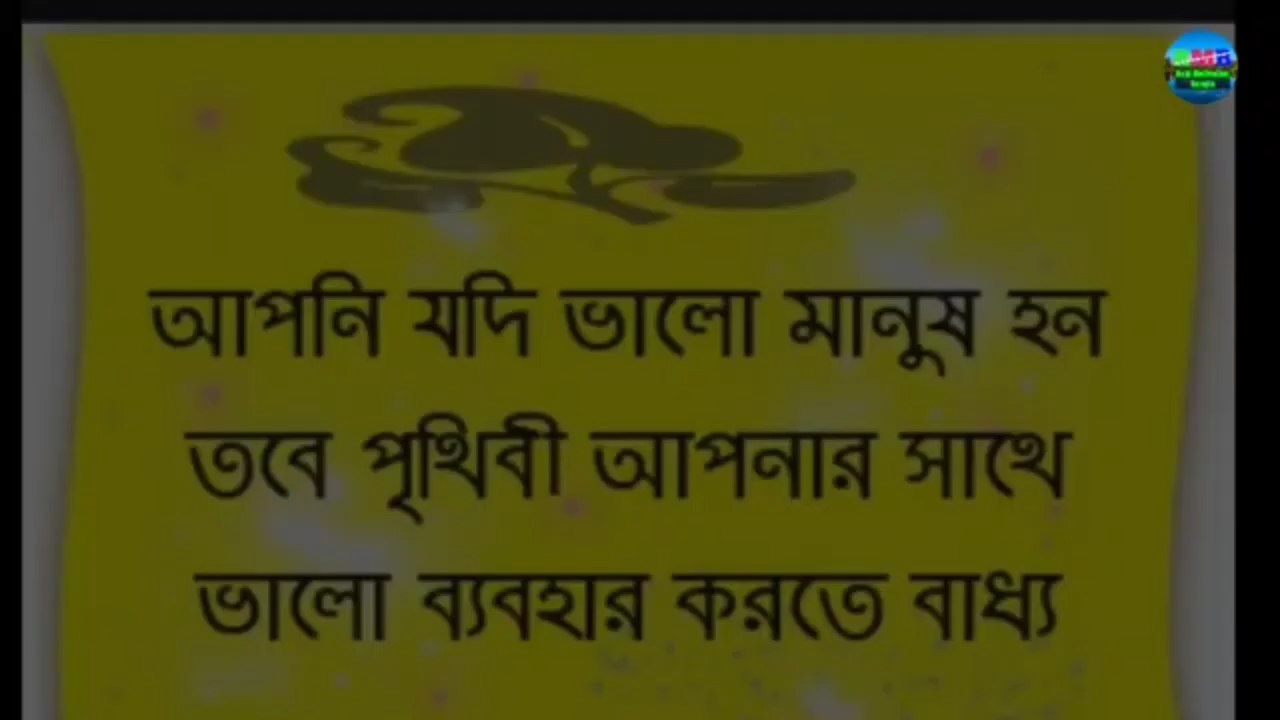 আপনি যদি ভালো মানুষ হন
তবে পৃথিবী আপনার সাথে
ভালো ব্যবহার করতে বাধ্য